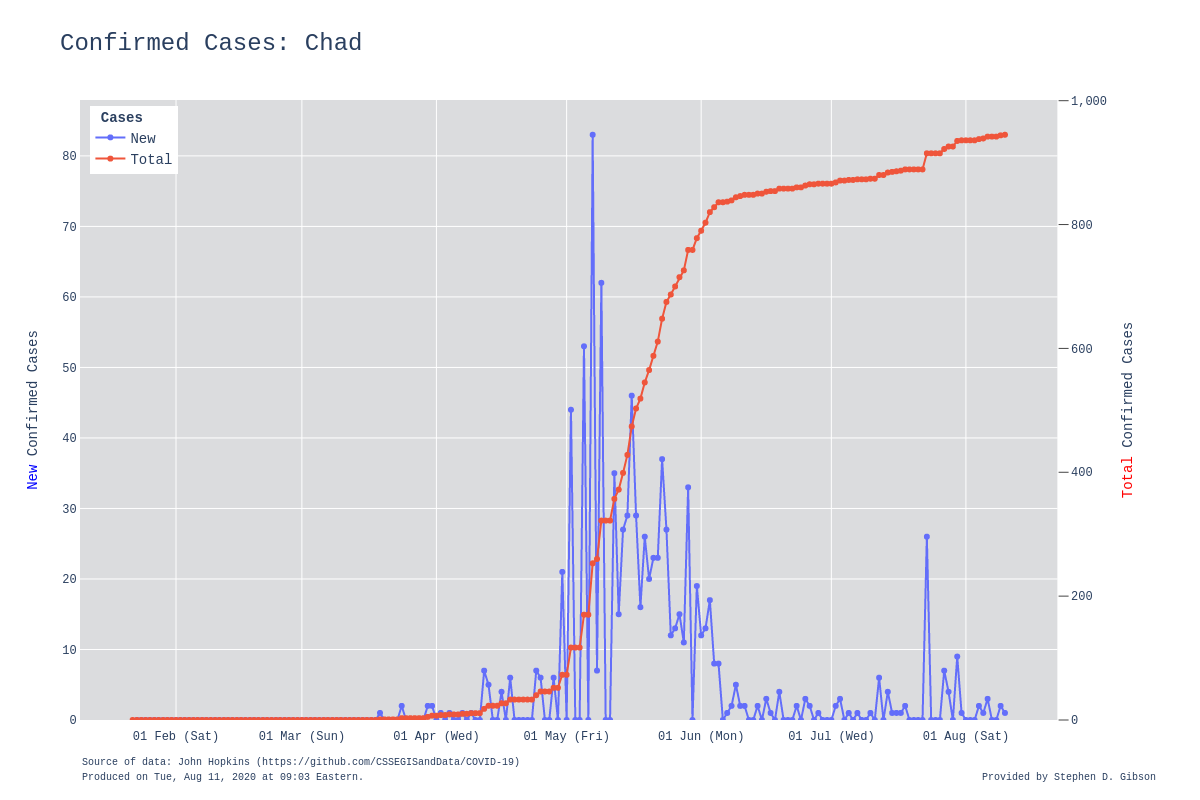 Confirmed Cases: Chad
Cases
New
Total
1,000
800
600
400
200
0
80
70
60
50
40
30
20
10
0
New Confirmed Cases
Total Confirmed Cases
01 Feb (Sat)
01 Mar (Sun)
01 Apr (Wed)
01 May (Fri)
01 Jun (Mon)
01 Jul (Wed)
01 Aug (Sat)
Source of data: John Hopkins (https://github.com/CSSEGISandData/COVID-19)
Produced on Tue, Aug 11, 2020 at 09:03 Eastern.
Provided by Stephen D. Gibson